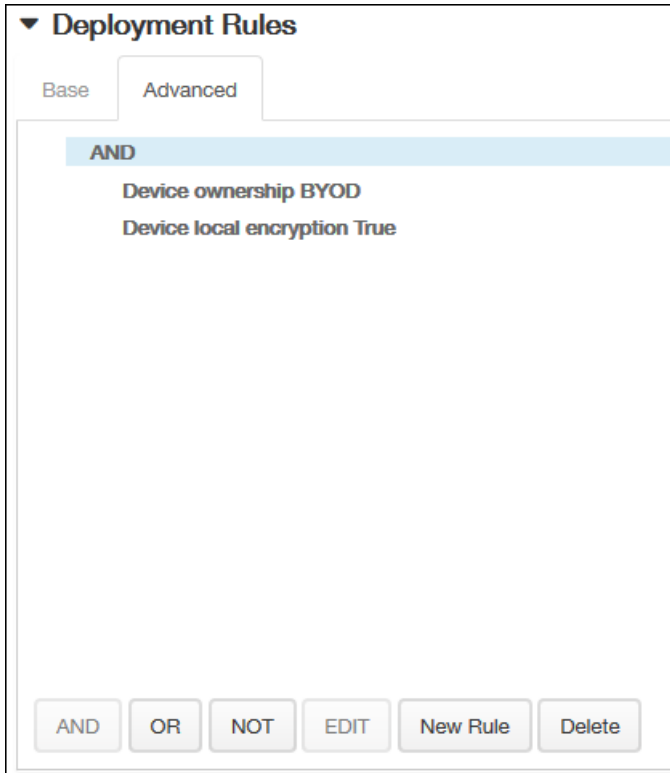 Deployment Rules
Base Advanced
AND
Device ownership BYOD
Device local encryption True
AND OR NOT EDIT New Rule Delete